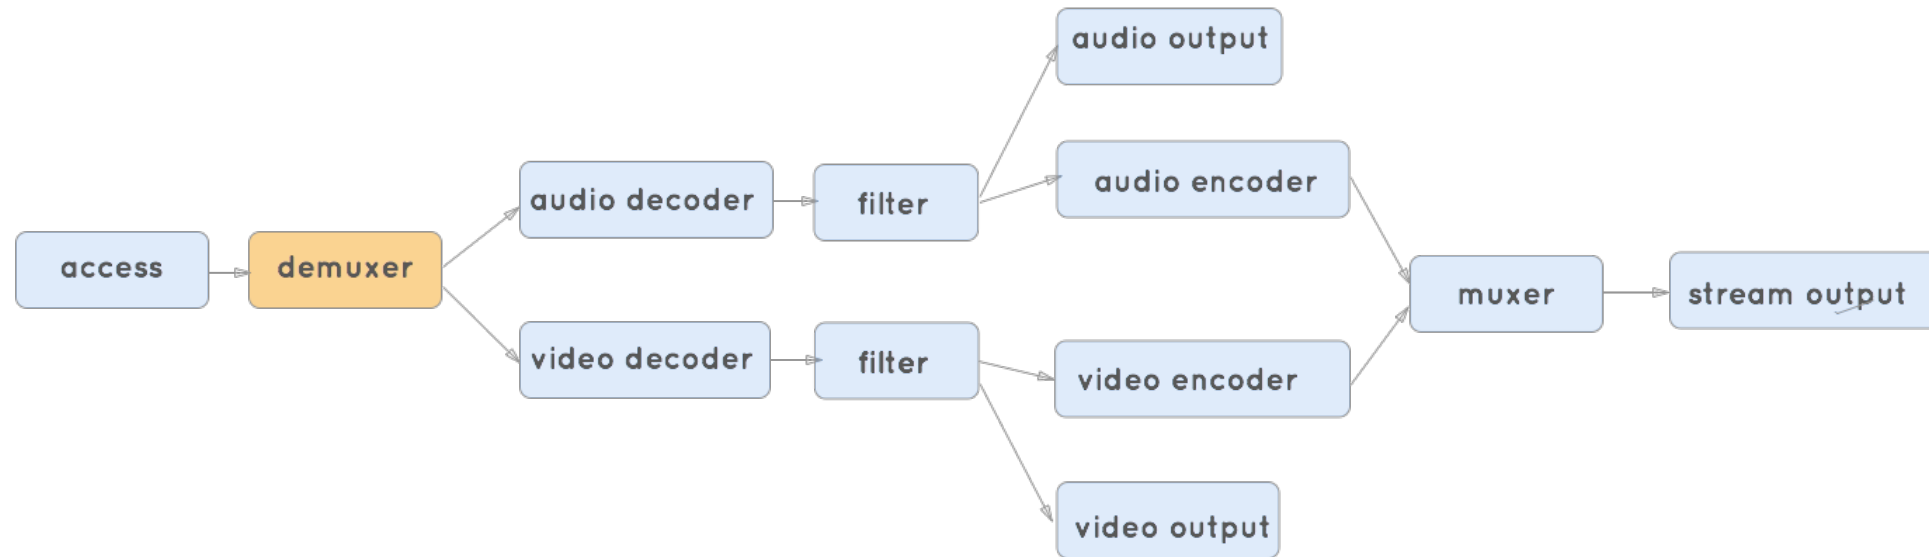 access
demuxer
audio decoder
filter
audio output
audio encoder
video decoder
filter
video encoder
video output
muxer
stream output